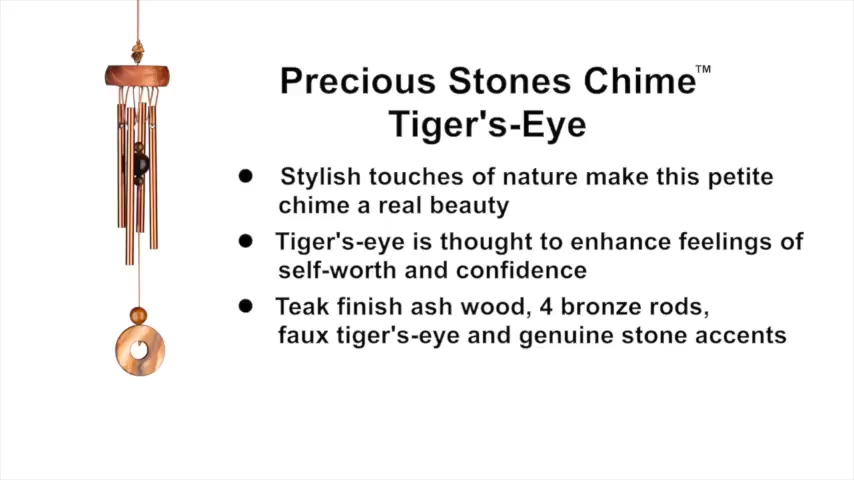 Precious Stones Chime™
Tiger's-Eye
● Stylish touches of nature make this petite
chime a real beauty
● Tiger's-eye is thought to enhance feelings of
self-worth and confidence
● Teak finish ash wood, 4 bronze rods,
faux tiger's-eye and genuine stone accents